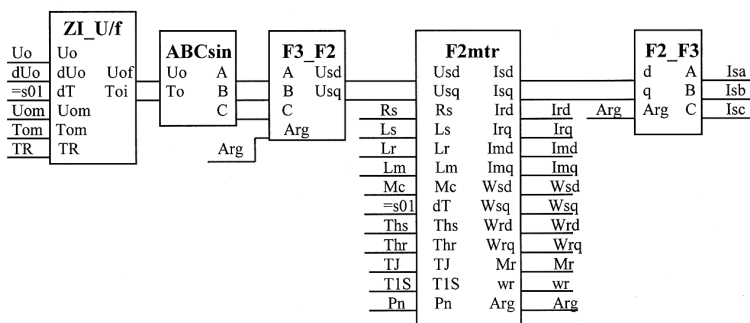 ZI_U/f
Uo Uo
dUo dUo Uof
=s01 dT Toi
Uom Uom
Tom Tom
TR TR
ABCsin
Uo A
To B
C
F3_F2
A Usd
B Usq
C
Arg Arg
F2mtr
Usd Isd
Usq Isq
Rs Rs Ird Ird
Ls Ls Irq Irq
Lr Lr Imd Imd
Lm Lm Imq Imq
Mc Mc Wsd Wsd
=s01 dT Wsq Wsq
Ths Ths Wrd Wrd
Thr Thr Wrq Wrq
TJ TJ Mr Mr
T1S T1S wr wr
Pn Pn Arg Arg
F2_F3
d A Isa
q B Isb
Arg Arg C Isc